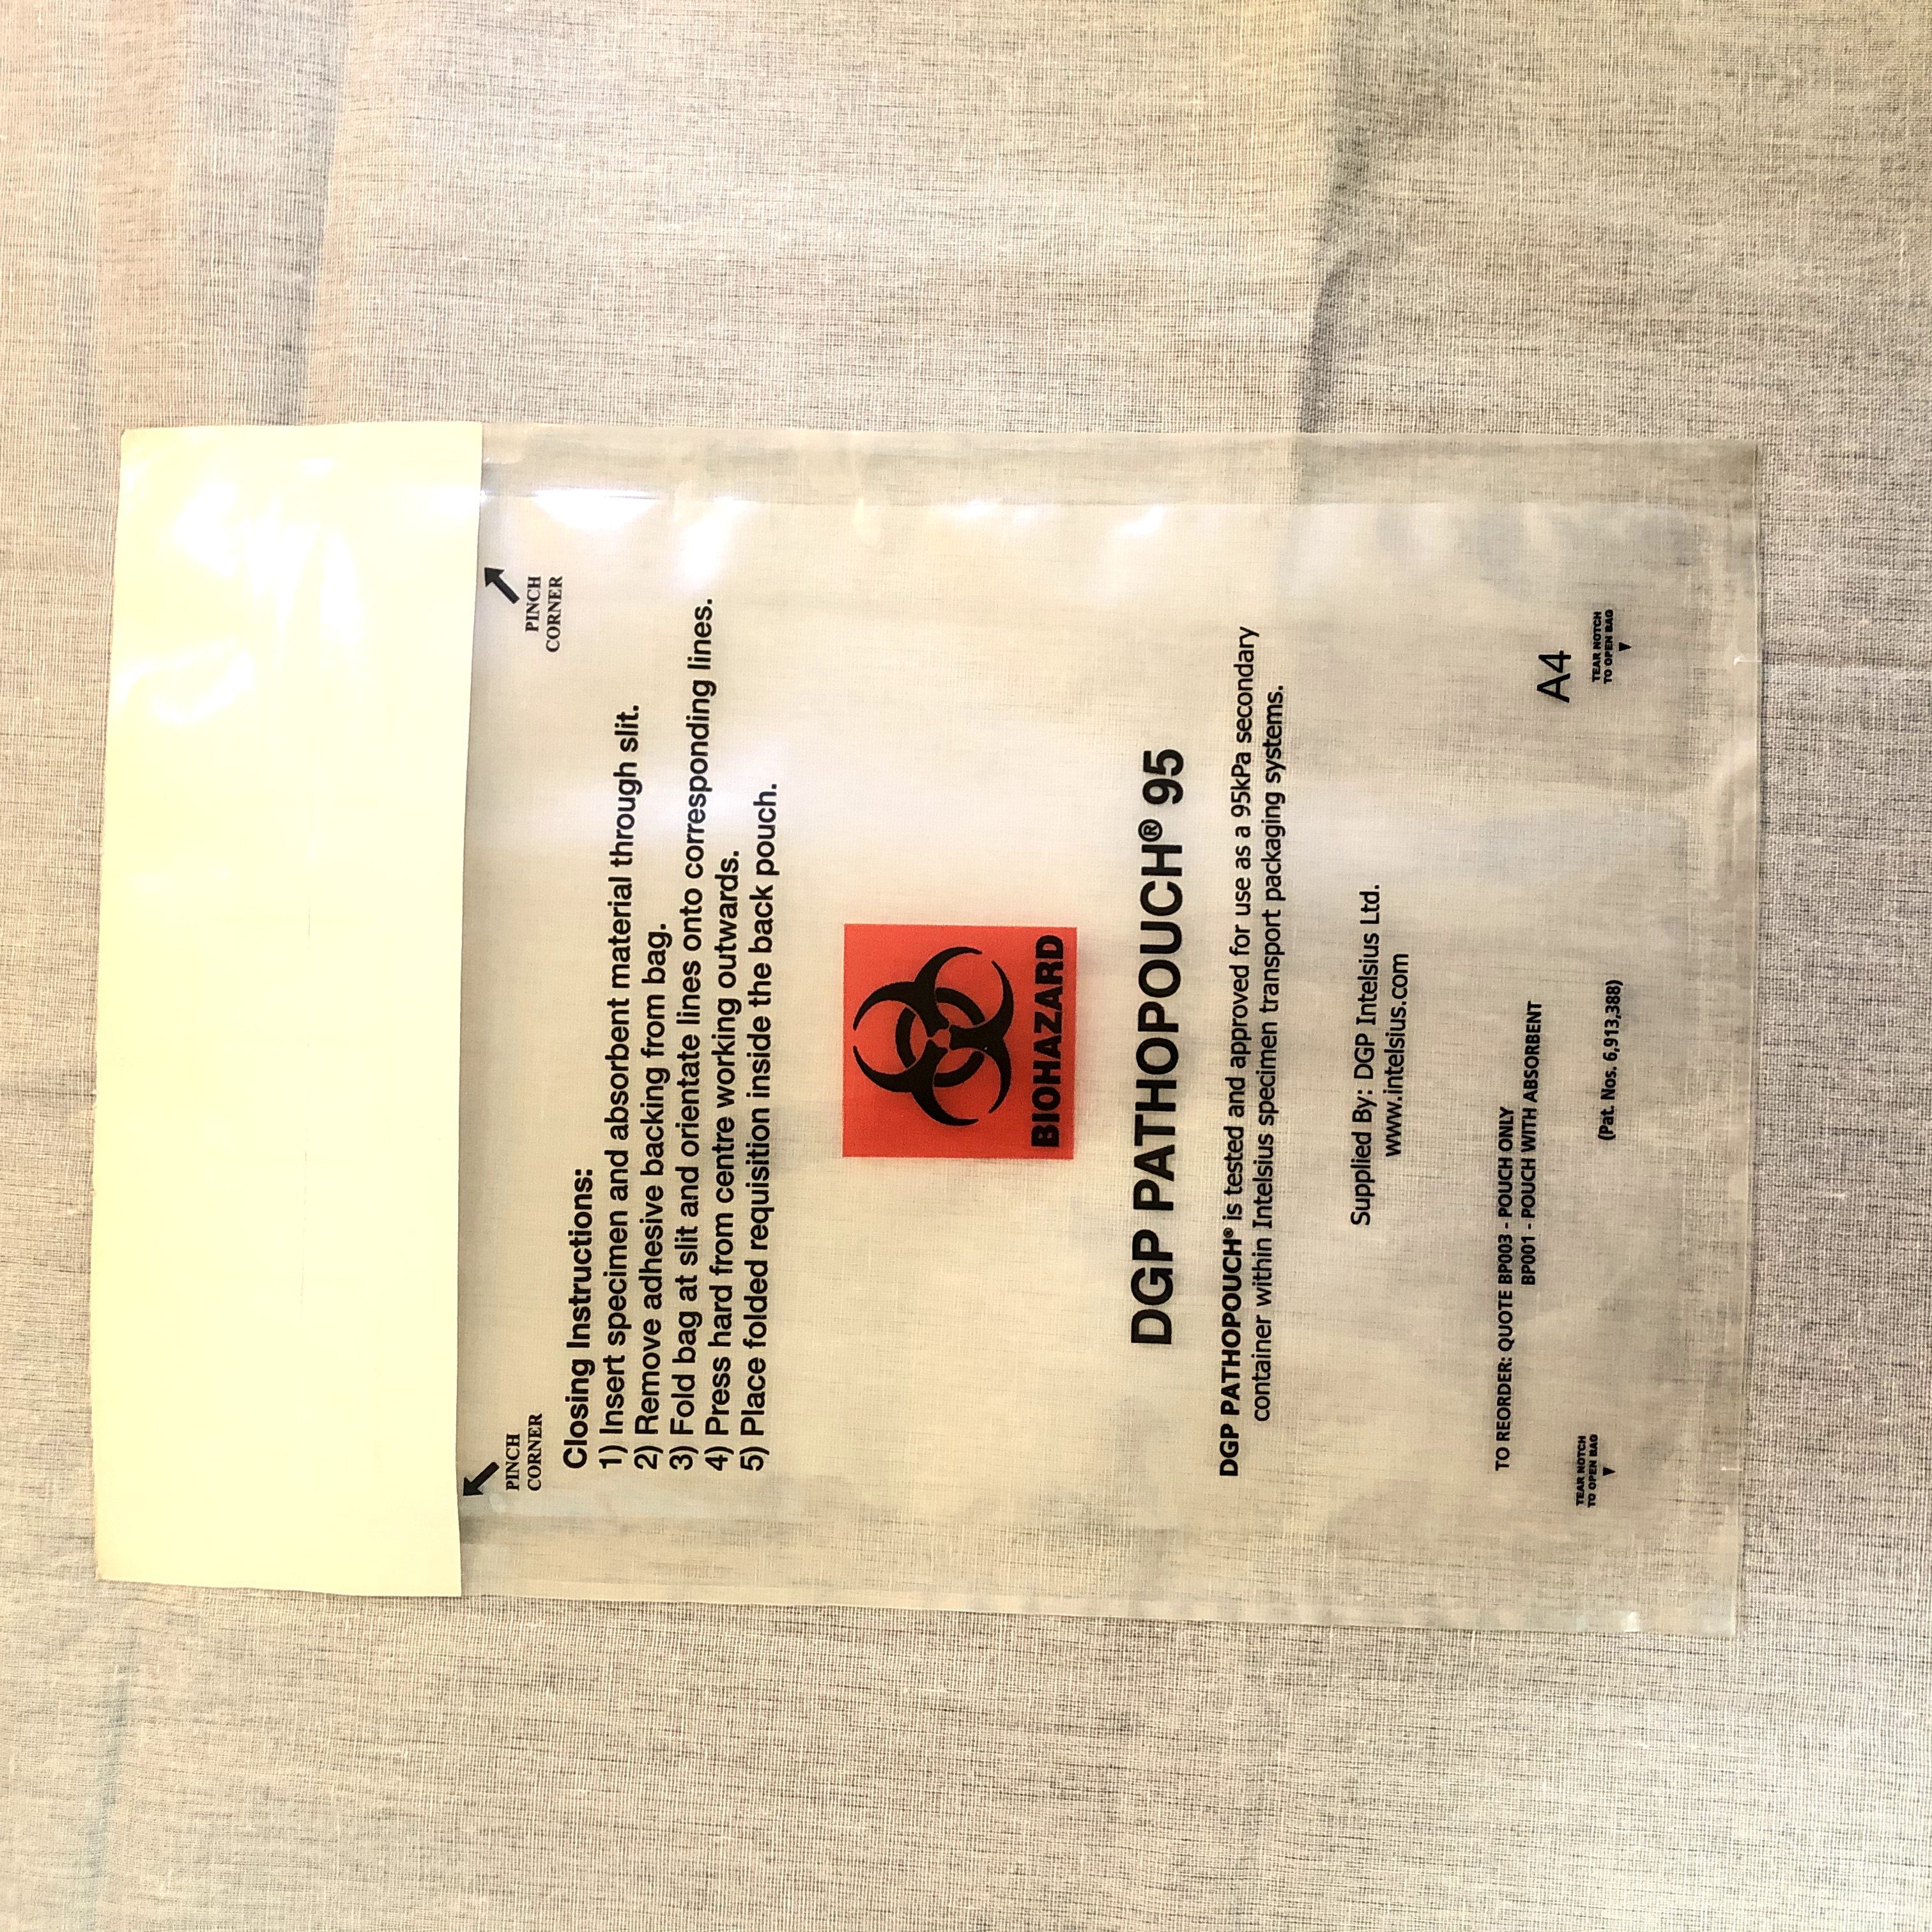 PINCH
CORNER
PINCH
CORNER
Closing Instructions:
1) Insert specimen and absorbent material through slit.
2) Remove adhesive backing from bag.
3) Fold bag at slit and orientate lines onto corresponding lines.
4) Press hard from centre working outwards.
5) Place folded requisition inside the back pouch.
BIOHAZARD
DGP PATHOPOUCH® 95
DGP PATHOPOUCH® is tested and approved for use as a 95kPa secondary
container within Intelsius specimen transport packaging systems.
Supplied By: DGP Intelsius Ltd.
www.intelsius.com
TO REORDER: QUOTE BP003 - POUCH ONLY
BP001 - POUCH WITH ABSORBENT
A4
TEAR NOTCH
TO OPEN BAG
(Pat. Nos. 6,913,388)
TEAR NOTCH
TO OPEN BAG